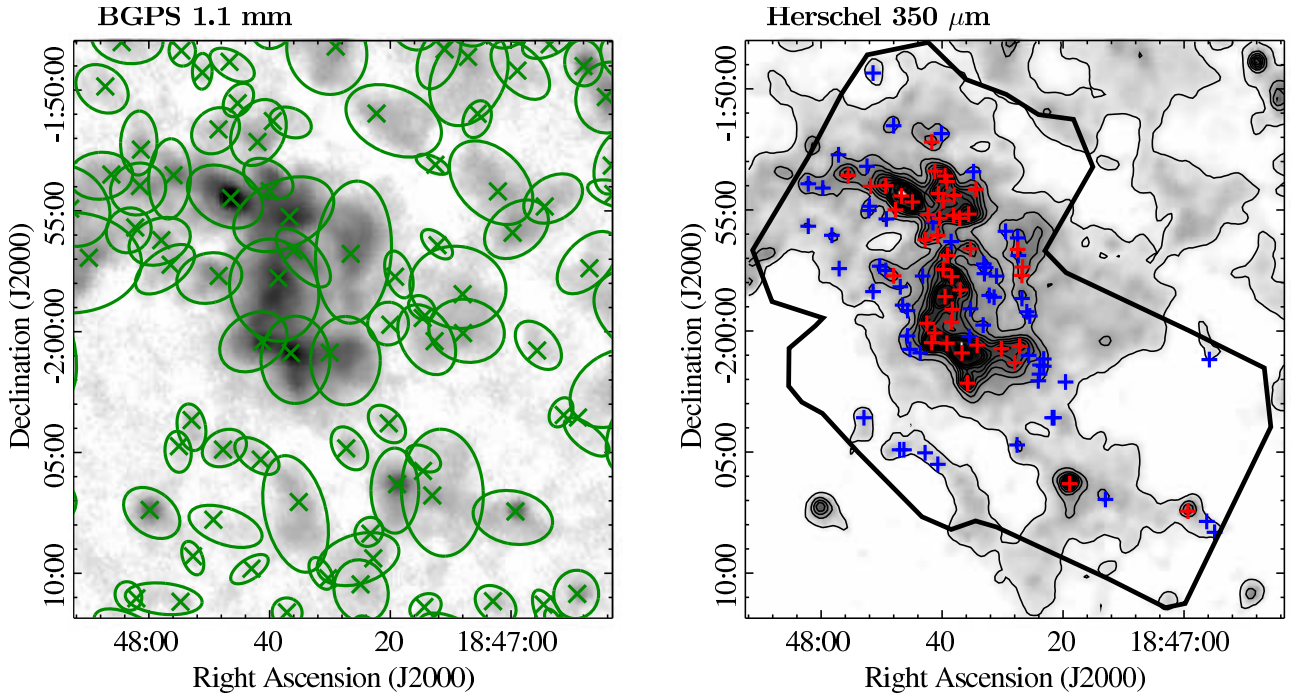 BGPS 1.1 mm
Declination (J2000)
-1:50:00
55:00
-2:00:00
05:00
10:00
48:00 40 20 18:47:00
Right Ascension (J2000)
Herschel 350 μm
Declination (J2000)
-1:50:00
55:00
-2:00:00
05:00
10:00
48:00 40 20 18:47:00
Right Ascension (J2000)